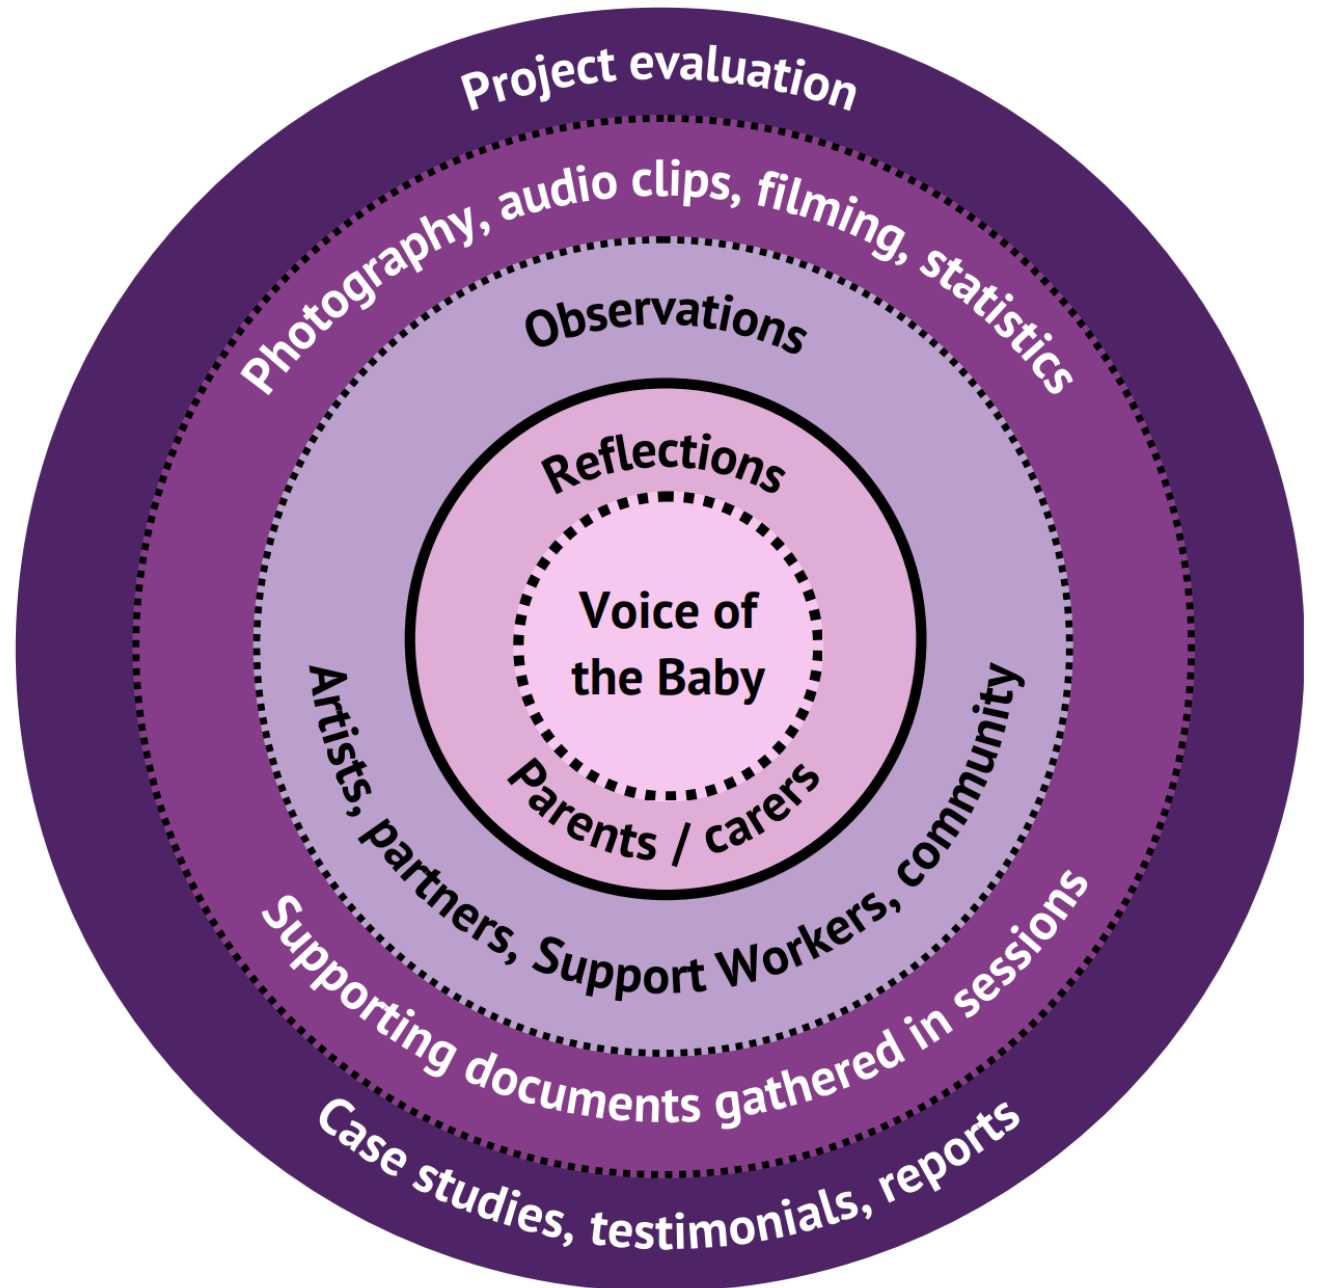 Project evaluation
Photography, audio clips, filming, statistics
Observations
Reflections
Voice of
the Baby
Parents / carers
Artists, partners, Support Workers, community
Supporting documents gathered in sessions
Case studies, testimonials, reports